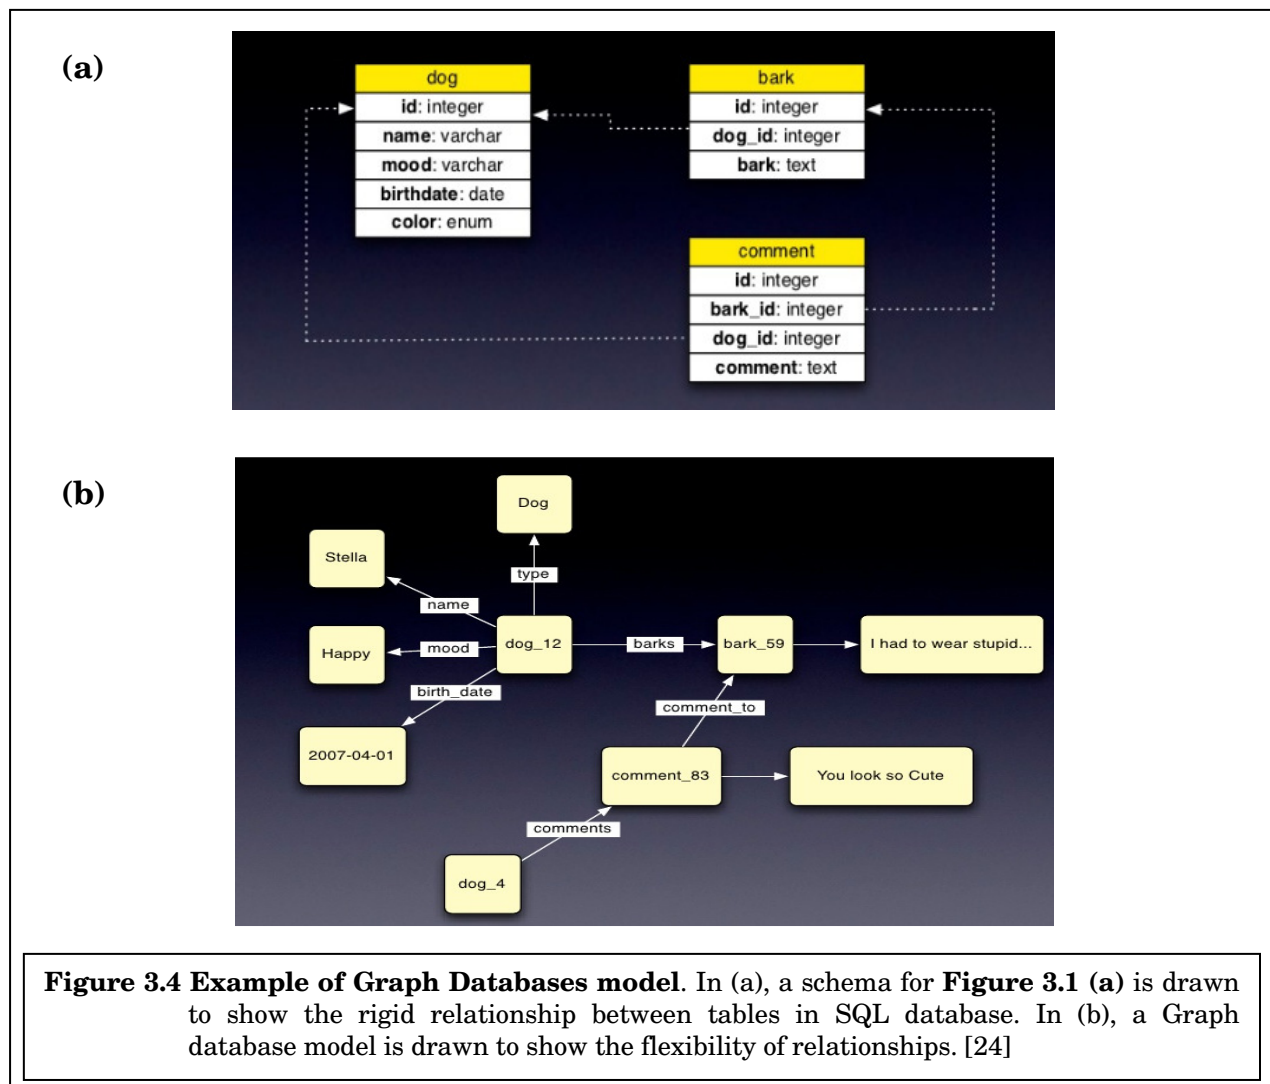 (a)
dog
id: integer
name: varchar
mood: varchar
birthdate: date
color: enum
bark
id: integer
dog_id: integer
bark: text
comment
id: integer
bark_id: integer
dog_id: integer
comment: text
(b)
Dog
Stella
type
name
Happy
mood
dog_12
barks
bark_59
I had to wear stupid...
birth_date
comment_to
2007-04-01
comment_83
You look so Cute
comments
dog_4
Figure 3.4 Example of Graph Databases model. In (a), a schema for Figure 3.1 (a) is drawn
to show the rigid relationship between tables in SQL database. In (b), a Graph
database model is drawn to show the flexibility of relationships. [24]